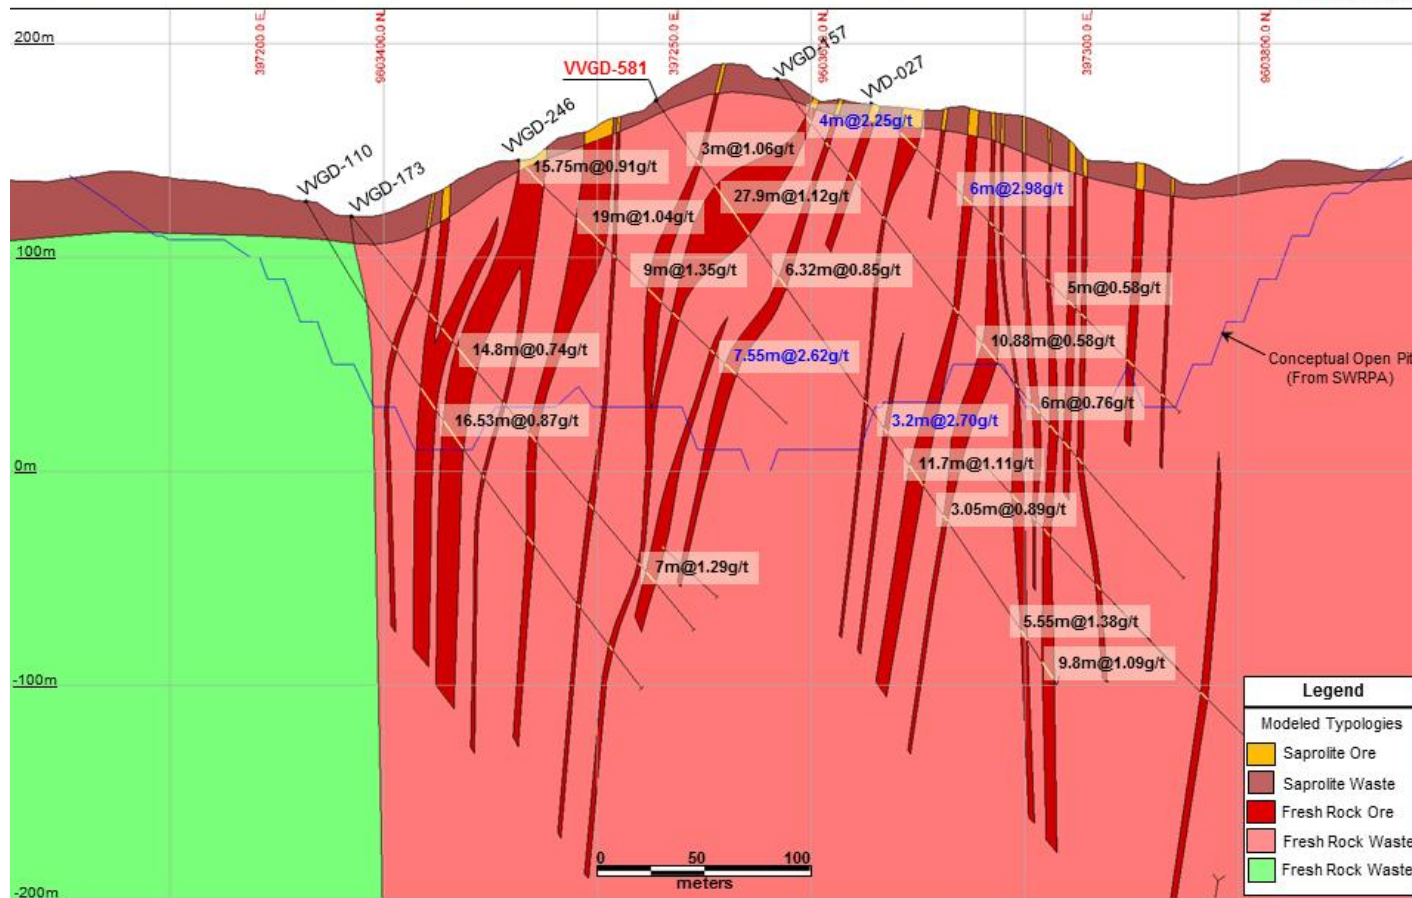 200m
100m
0m
-100m
-200m
397200.0 E
9603400.0 N
397250.0 E
397300.0 E
9603800.0 N
VVGD-110
VVGD-173
VVGD-246
VVGD-581
VVGD-157
VVD-027
4m@2.25g/t
3m@1.06g/t
15.75m@0.91g/t
27.9m@1.12g/t
6m@2.98g/t
19m@1.04g/t
9m@1.35g/t
6.32m@0.85g/t
5m@0.58g/t
14.8m@0.74g/t
7.55m@2.62g/t
10.88m@0.58g/t
Conceptual Open Pit
(From SWRPA)
6m@0.76g/t
16.53m@0.87g/t
3.2m@2.70g/t
11.7m@1.11g/t
3.05m@0.89g/t
7m@1.29g/t
5.55m@1.38g/t
9.8m@1.09g/t
0 50 100
meters
Legend
Modeled Typologies
Saprolite Ore
Saprolite Waste
Fresh Rock Ore
Fresh Rock Waste
Fresh Rock Waste